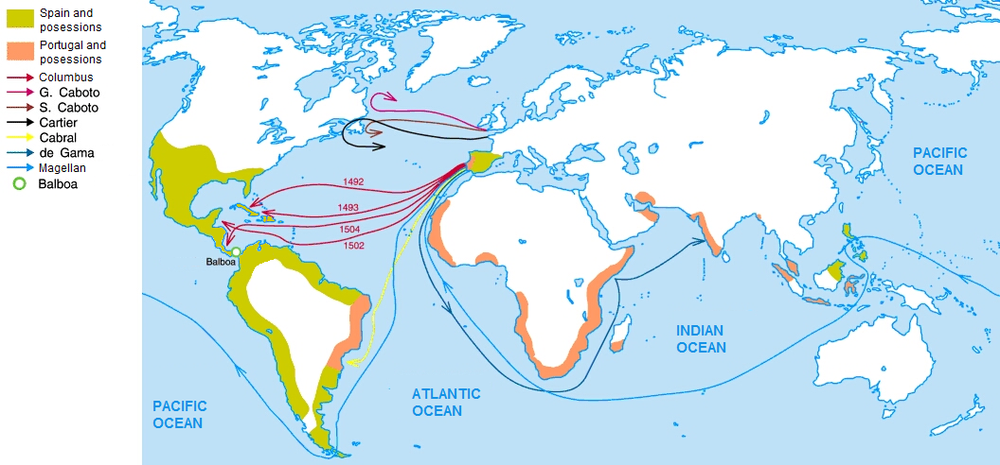 Spain and
posessions
Portugal and
posessions
Columbus
G. Caboto
S. Caboto
Cartier
Cabral
de Gama
Magellan
Balboa
1492
1493
1504
1502
Balboa
PACIFIC
OCEAN
INDIAN
OCEAN
ATLANTIC
OCEAN
PACIFIC
OCEAN